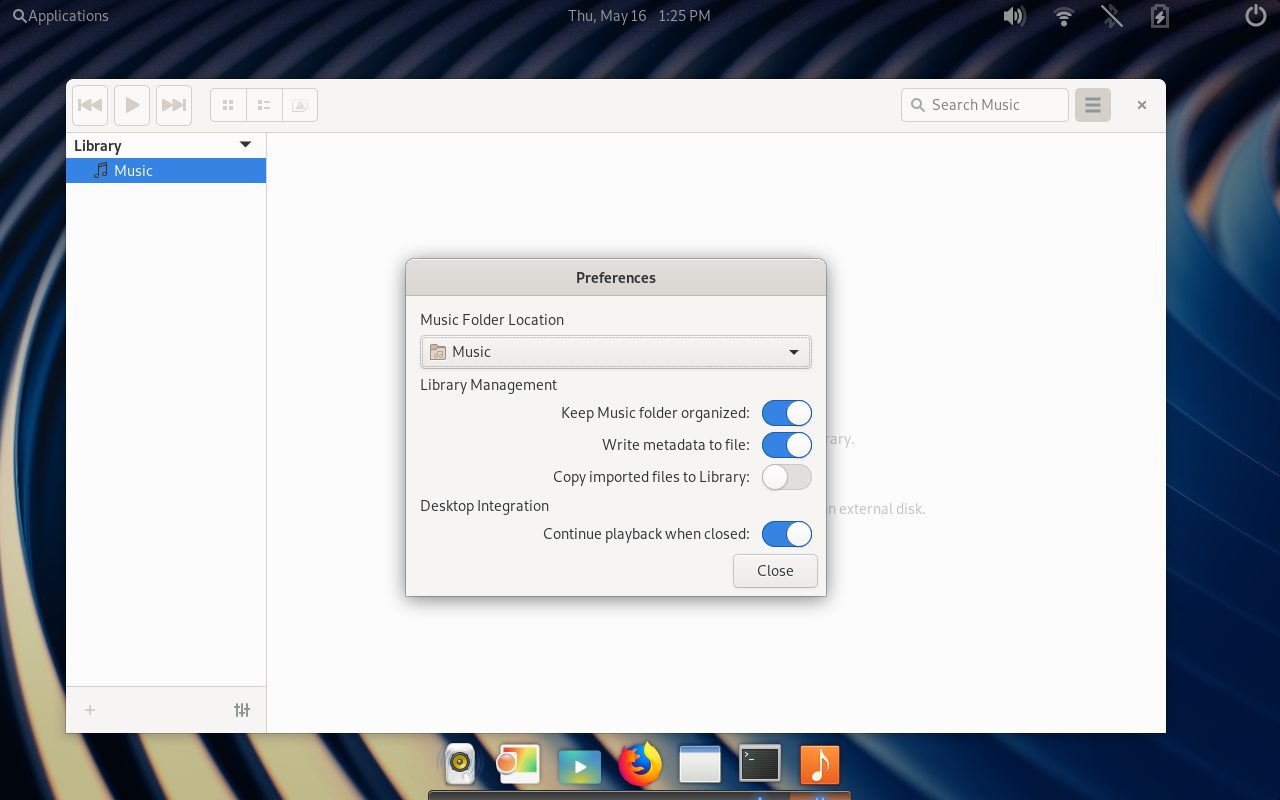 Applications
Thu, May 16 1:25 PM
Search Music
Library
Music
Preferences
Music Folder Location
Music
Library Management
Keep Music folder organized:
Write metadata to file:
rary.
Copy imported files to Library:
Desktop Integration
n external disk.
Continue playback when closed:
Close